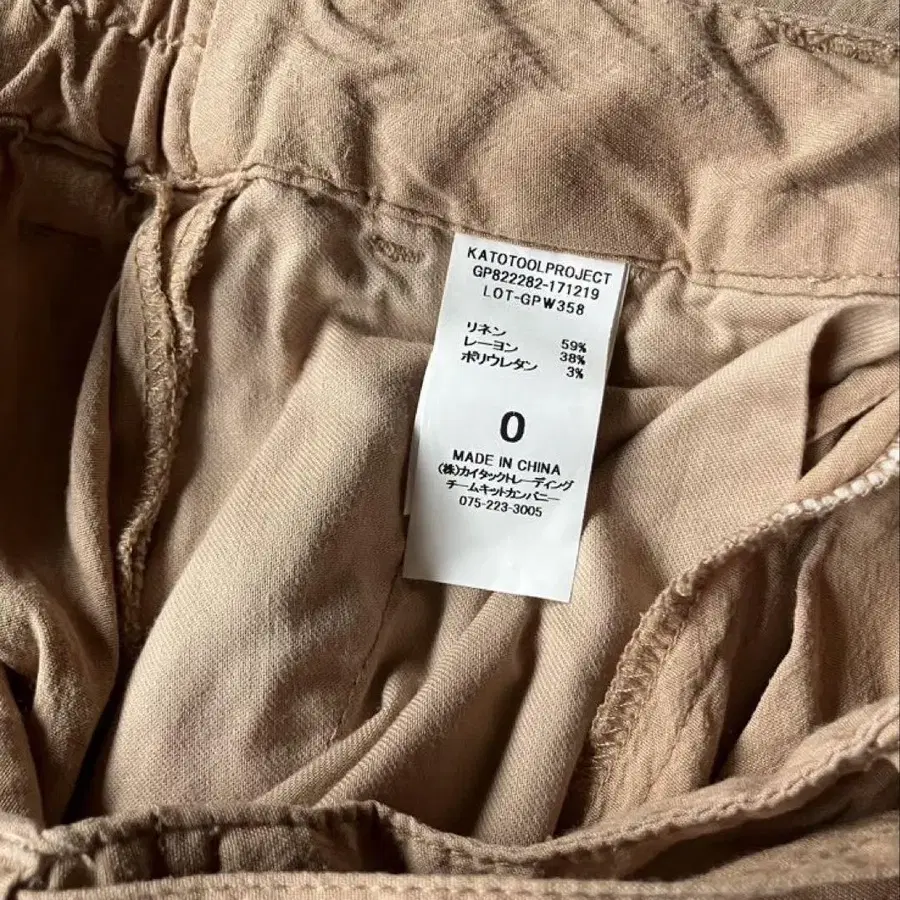 KATOTOOLPROJECT
GP822282-171219
LOT-GPW358
リネン 59%
レーヨン 38%
ポリウレタン 3%
0
MADE IN CHINA
(株)カイタックトレーディング
チームキットカンパニー
075-223-3005